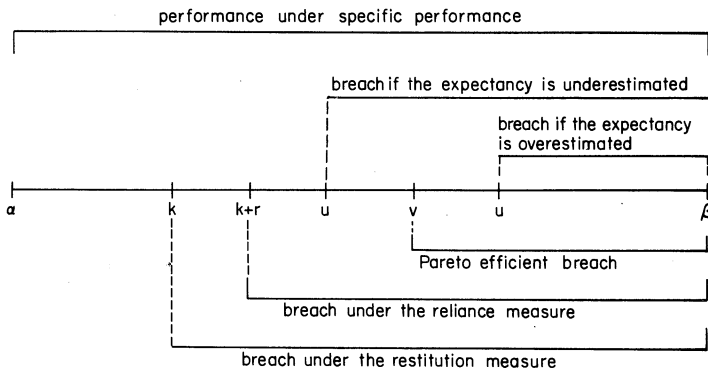 performance under specific performance
breach if the expectancy is underestimated
breach if the expectancy
is overestimated
α k k+r u v u β
Pareto efficient breach
breach under the reliance measure
breach under the restitution measure